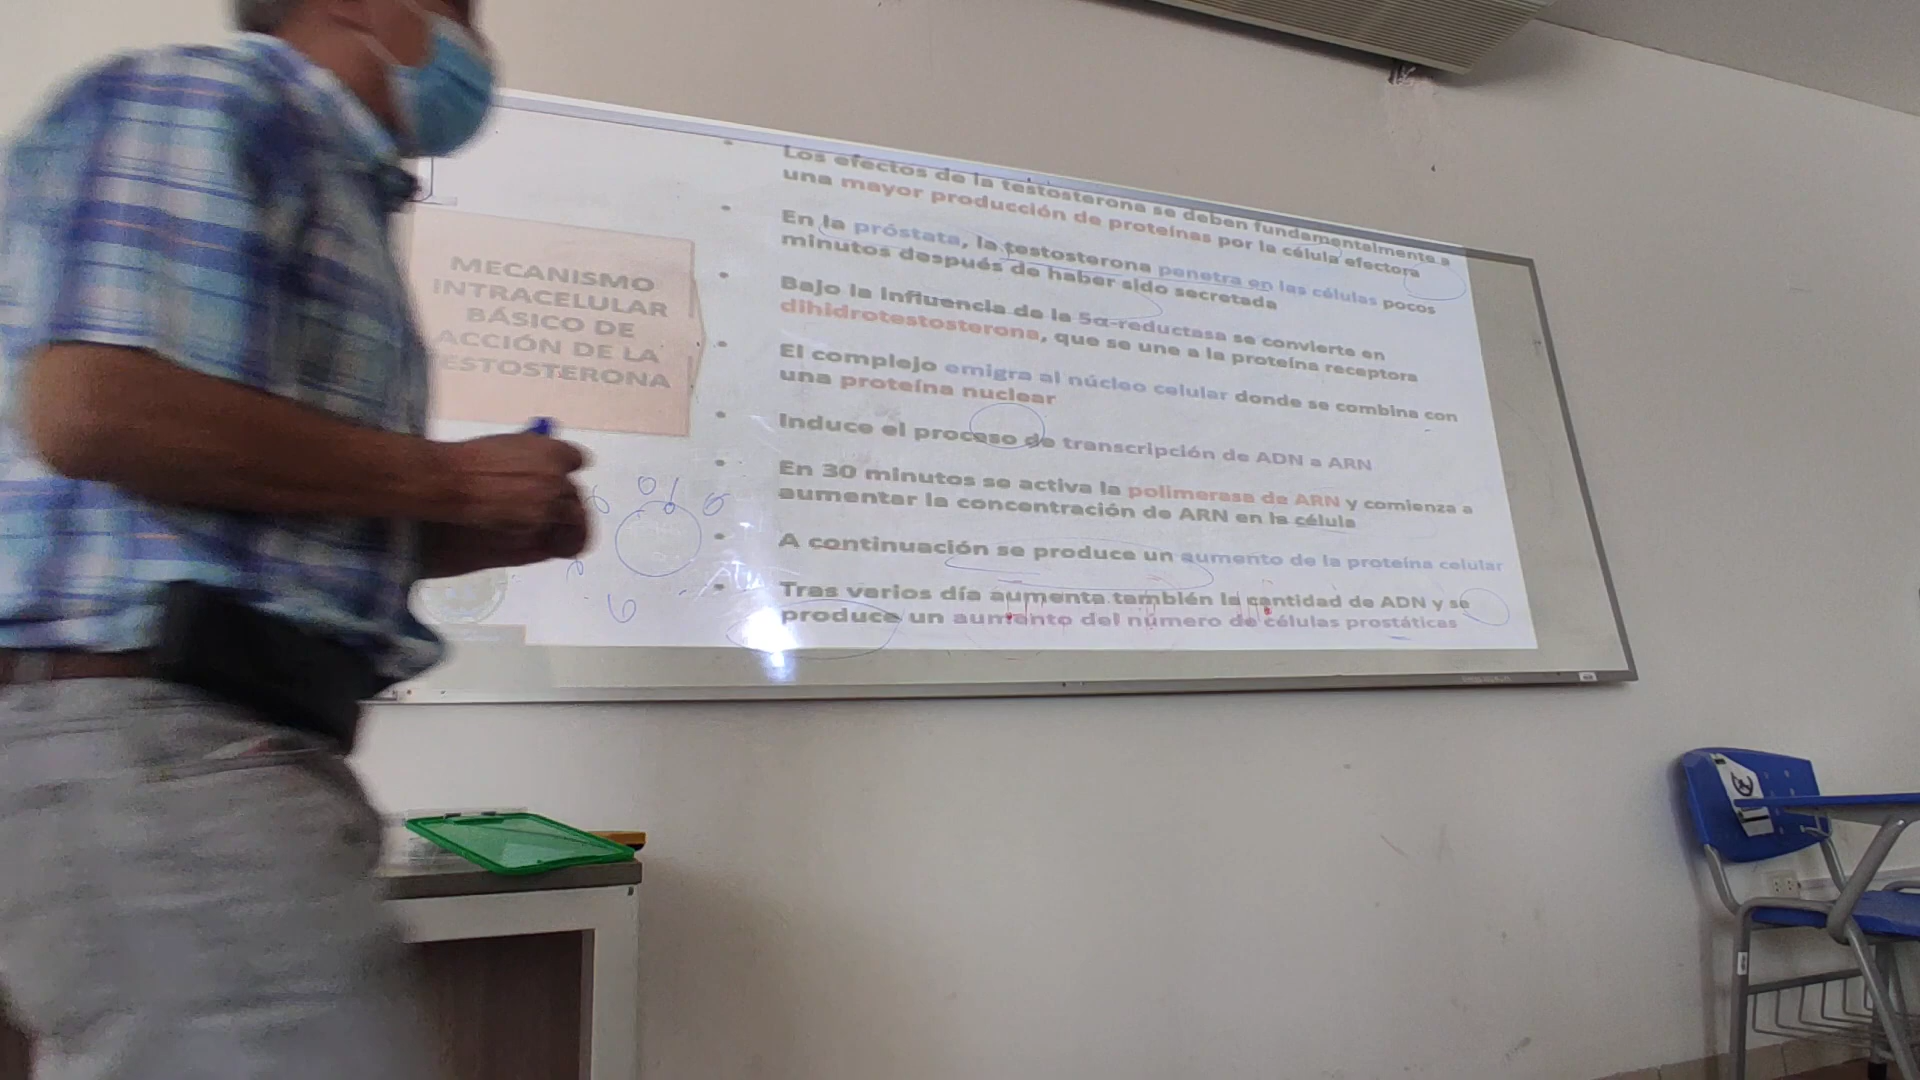 MECANISMO
INTRACELULAR
BÁSICO DE
ACCIÓN DE LA
ESTOSTERONA
• Los efectos de la testosterona se deben fundamentalmente a
una mayor producción de proteínas por la célula efectora
• En la próstata, la testosterona penetra en las células pocos
minutos después de haber sido secretada
• Bajo la influencia de la 5α-reductasa se convierte en
dihidrotestosterona, que se une a la proteína receptora
• El complejo emigra al núcleo celular donde se combina con
una proteína nuclear
• Induce el proceso de transcripción de ADN a ARN
• En 30 minutos se activa la polimerasa de ARN y comienza a
aumentar la concentración de ARN en la célula
• A continuación se produce un aumento de la proteína celular
• Tras varios día aumenta también la cantidad de ADN y se
produce un aumento del número de células prostáticas